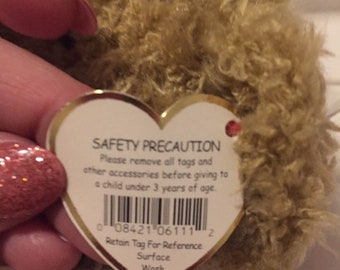 SAFETY PRECAUTION
Please remove all tags and
other accessories before giving to
a child under 3 years of age.
0 08421 06111 2
Retain Tag For Reference
Surface
Wash